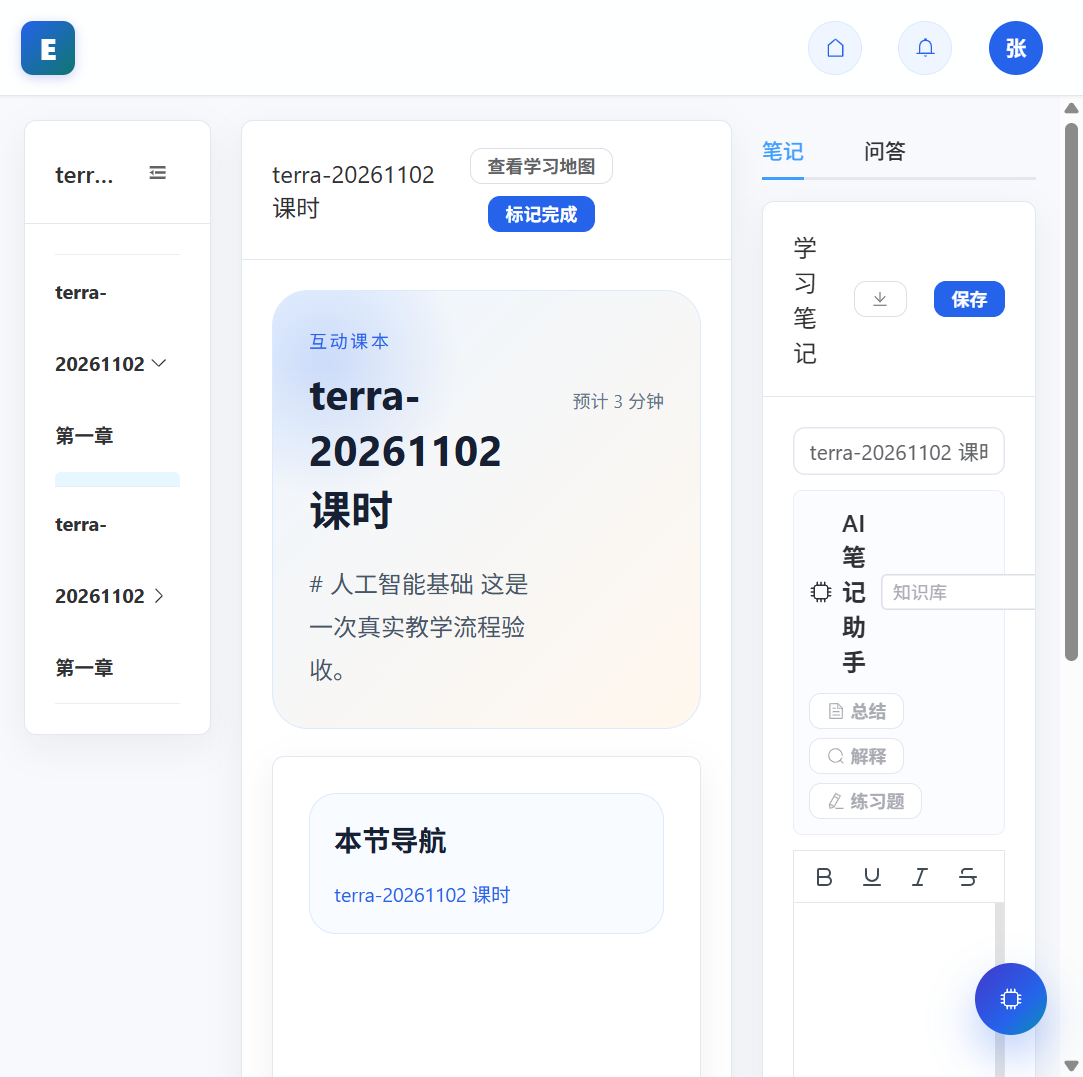 E
张
terr...
terra-
20261102
第一章
terra-
20261102
第一章
terra-20261102
课时
查看学习地图
标记完成
互动课本
terra-
20261102
课时
预计 3 分钟
# 人工智能基础 这是
一次真实教学流程验
收。
本节导航
terra-20261102 课时
笔记
问答
学
习
笔
记
保存
terra-20261102 课时
AI
笔
记
助
手
知识库
总结
解释
练习题
B
U
I
S